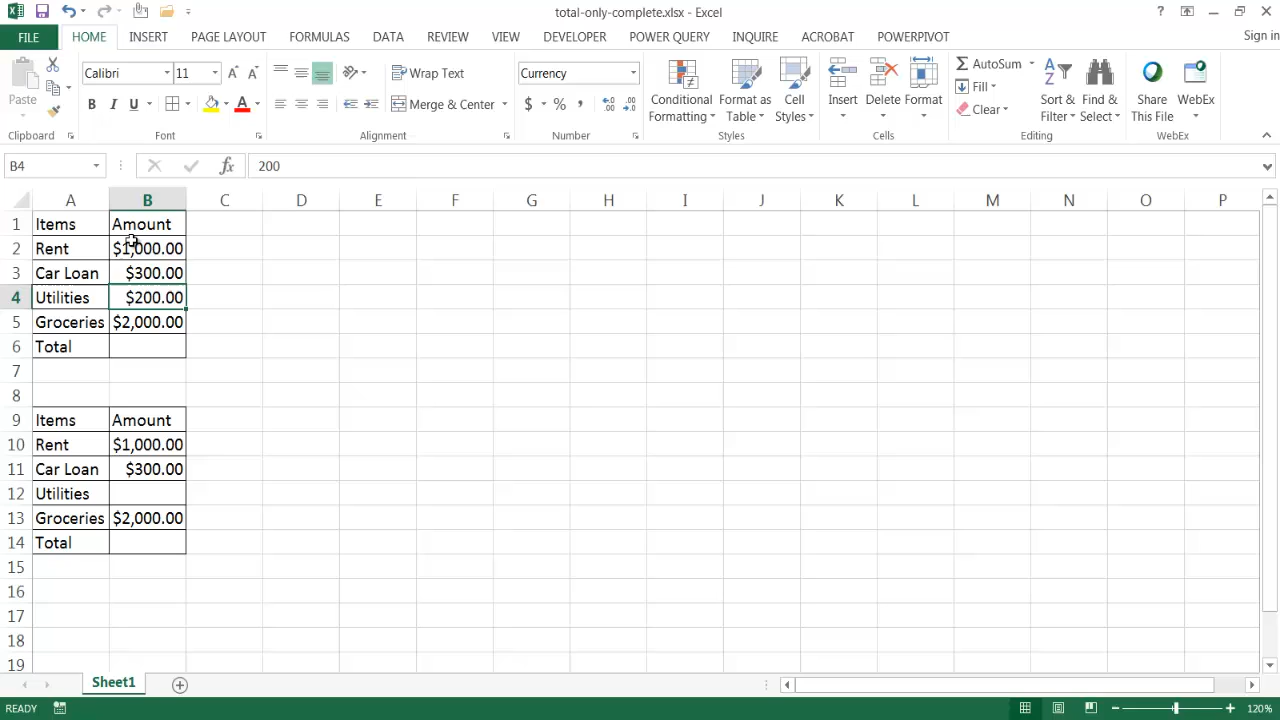 total-only-complete.xlsx - Excel
?
FILE HOME INSERT PAGE LAYOUT FORMULAS DATA REVIEW VIEW DEVELOPER POWER QUERY INQUIRE ACROBAT POWERPIVOT Sign in
Paste
Calibri 11
B I U A
Wrap Text
Merge & Center
Currency
$ % ,
Conditional Formatting
Format as Table
Cell Styles
Insert
Delete
Format
AutoSum
Fill
Clear
Sort & Filter
Find & Select
Share This File
WebEx
Clipboard Font Alignment Number Styles Cells Editing WebEx
B4 fx 200
A B C D E F G H I J K L M N O P
1 Items Amount
2 Rent $1,000.00
3 Car Loan $300.00
4 Utilities $200.00
5 Groceries $2,000.00
6 Total
7
8
9 Items Amount
10 Rent $1,000.00
11 Car Loan $300.00
12 Utilities
13 Groceries $2,000.00
14 Total
15
16
17
18
19
Sheet1
READY 120%